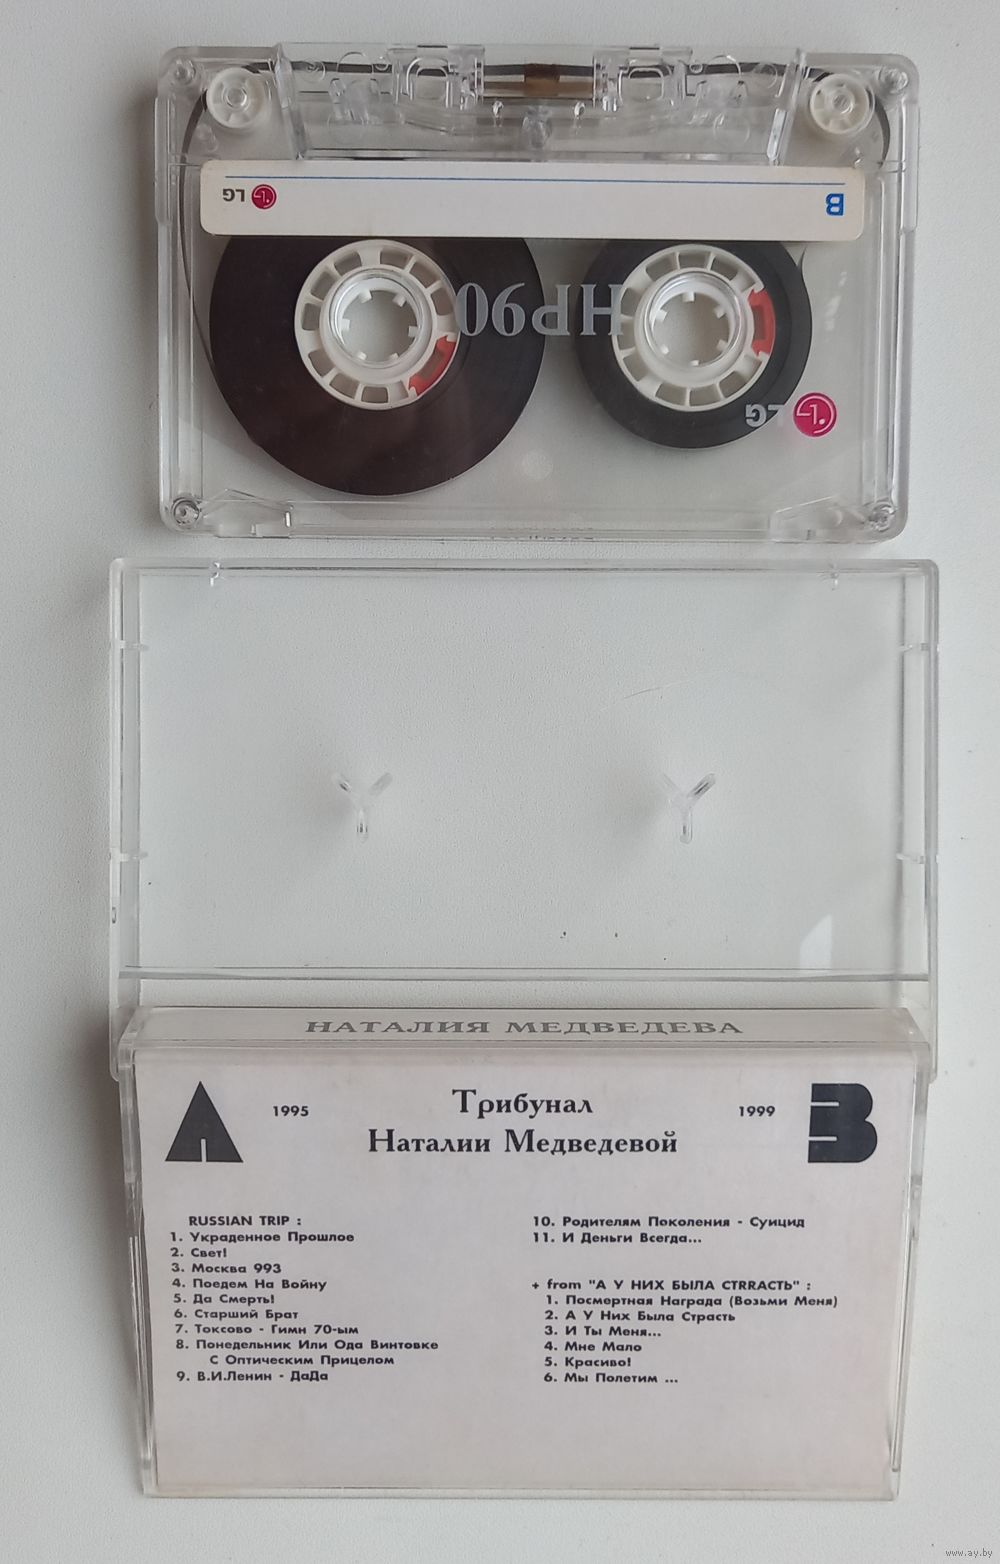 LG
B
HP90
LG
НАТАЛИЯ МЕДВЕДЕВА
A
1995
Трибунал
Наталии Медведевой
1999
B
RUSSIAN TRIP :
1. Украденное Прошлое
2. Свет!
3. Москва 993
4. Поедем На Войну
5. Да Смерть!
6. Старший Брат
7. Токсово - Гимн 70-ым
8. Понедельник Или Ода Винтовке
С Оптическим Прицелом
9. В.И.Ленин - ДаДа
10. Родителям Поколения - Суицид
11. И Деньги Всегда...
+ from "А У НИХ БЫЛА СТRRАСТЬ" :
1. Посмертная Награда (Возьми Меня)
2. А У Них Была Страсть
3. И Ты Меня...
4. Мне Мало
5. Красиво!
6. Мы Полетим ...
www.ay.by